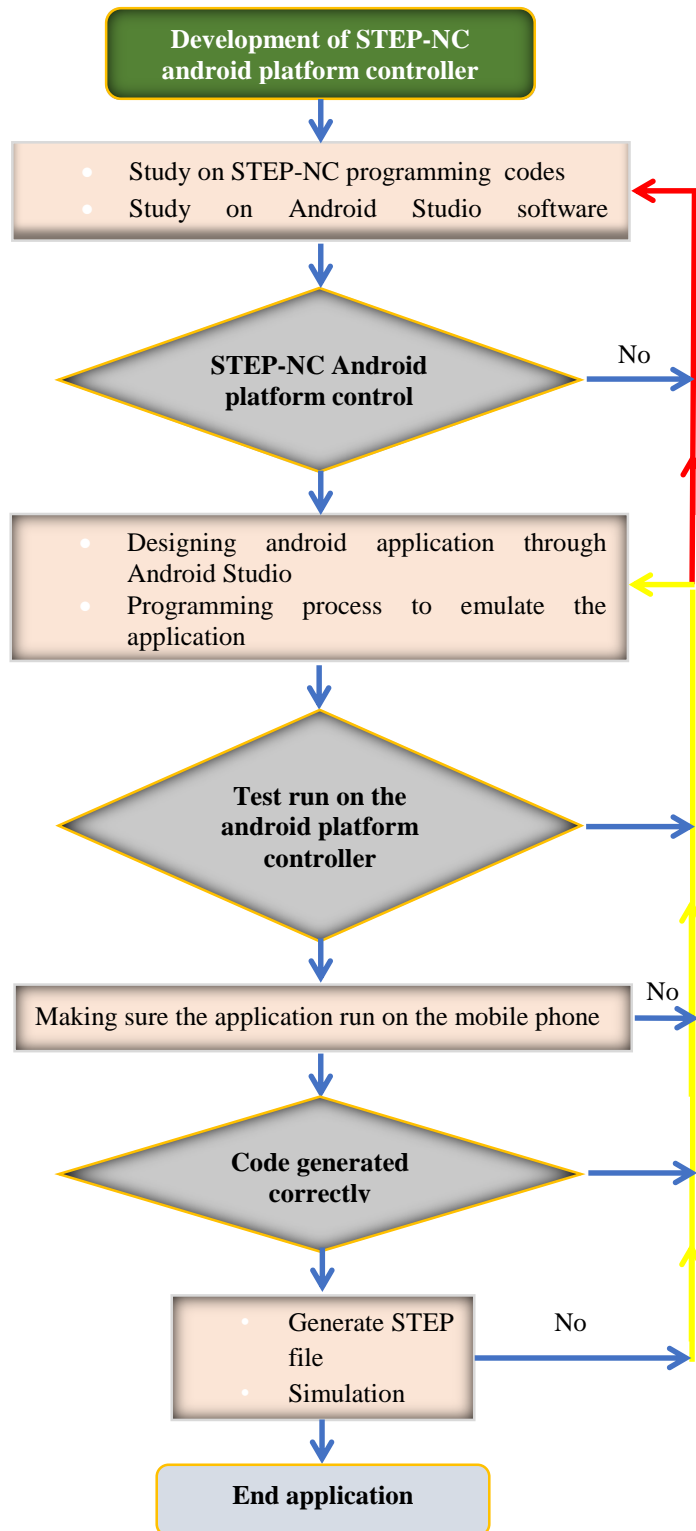 Development of STEP-NC
android platform controller
Study on STEP-NC programming codes
Study on Android Studio software
STEP-NC Android
platform control
No
Designing android application through
Android Studio
Programming process to emulate the
application
Test run on the
android platform
controller
No
Making sure the application run on the mobile phone
Code generated
correctly
Generate STEP
file
No
Simulation
End application